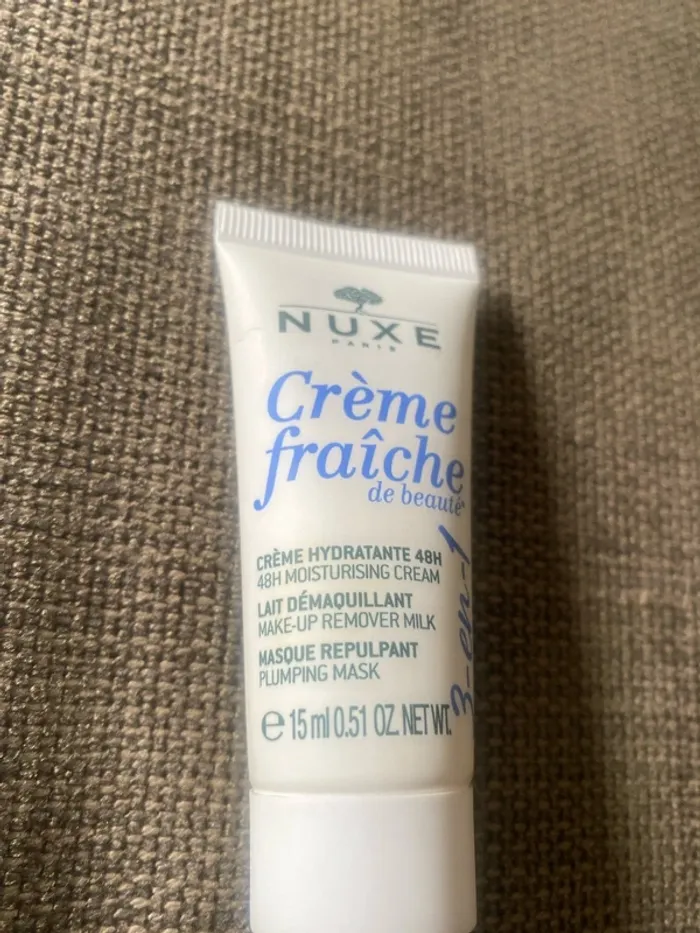 NUXE
PARIS
Crème
fraîche
de beauté
CRÈME HYDRATANTE 48H
48H MOISTURISING CREAM
LAIT DÉMAQUILLANT
MAKE-UP REMOVER MILK
MASQUE REPULPANT
PLUMPING MASK
3-en-1
e 15 ml 0.51 OZ. NET WT.